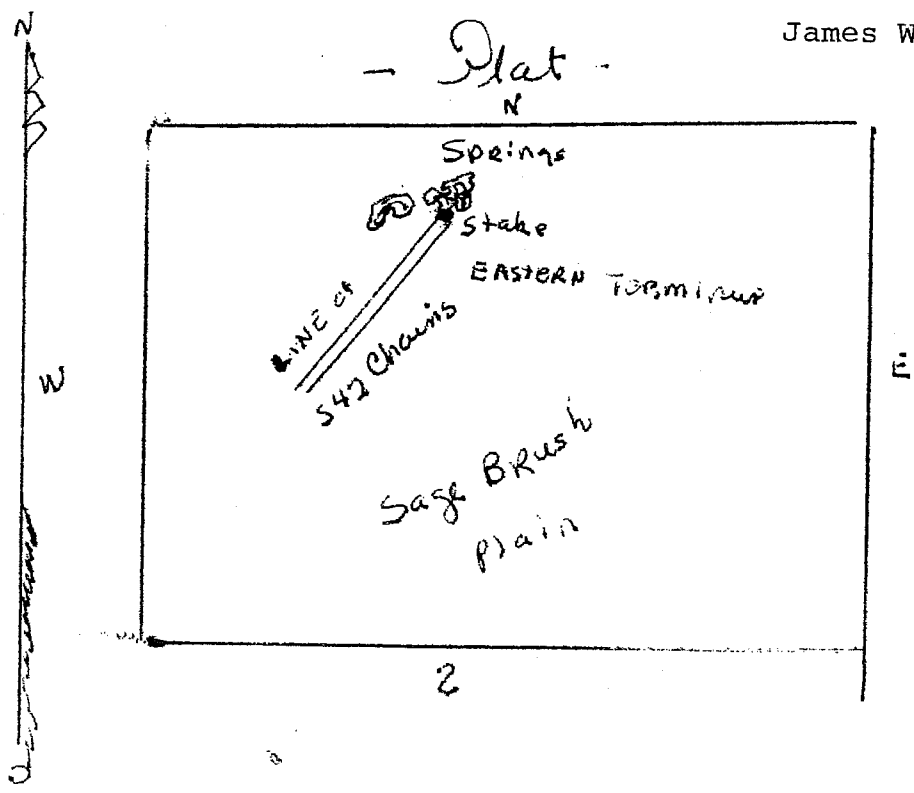 N
James W
- Plat -
N
Springs
Stake
EASTERN Terminus
LINE of
542 Chains
W
E
Sage BRush
plain
S